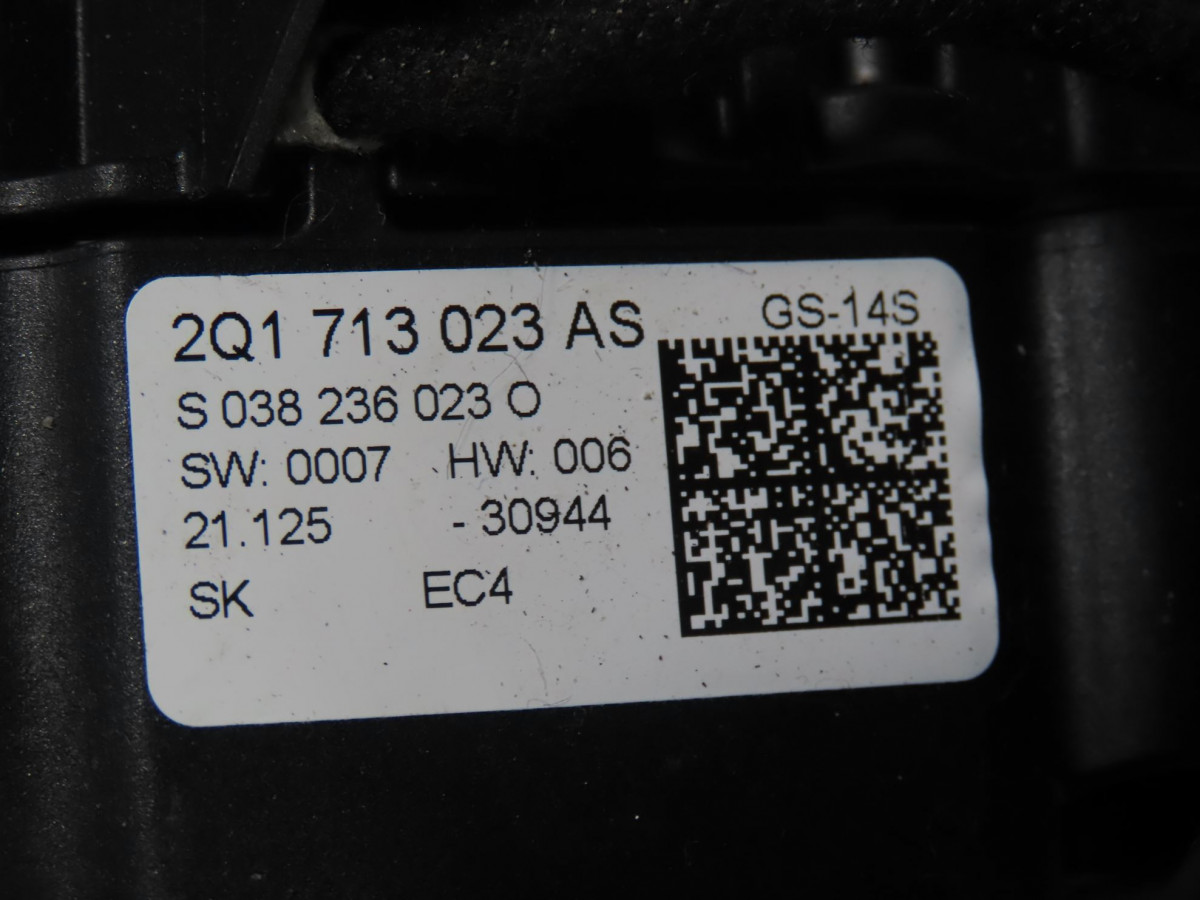 2Q1 713 023 AS
GS-14S
S 038 236 023 O
SW: 0007 HW: 006
21.125 - 30944
SK EC4